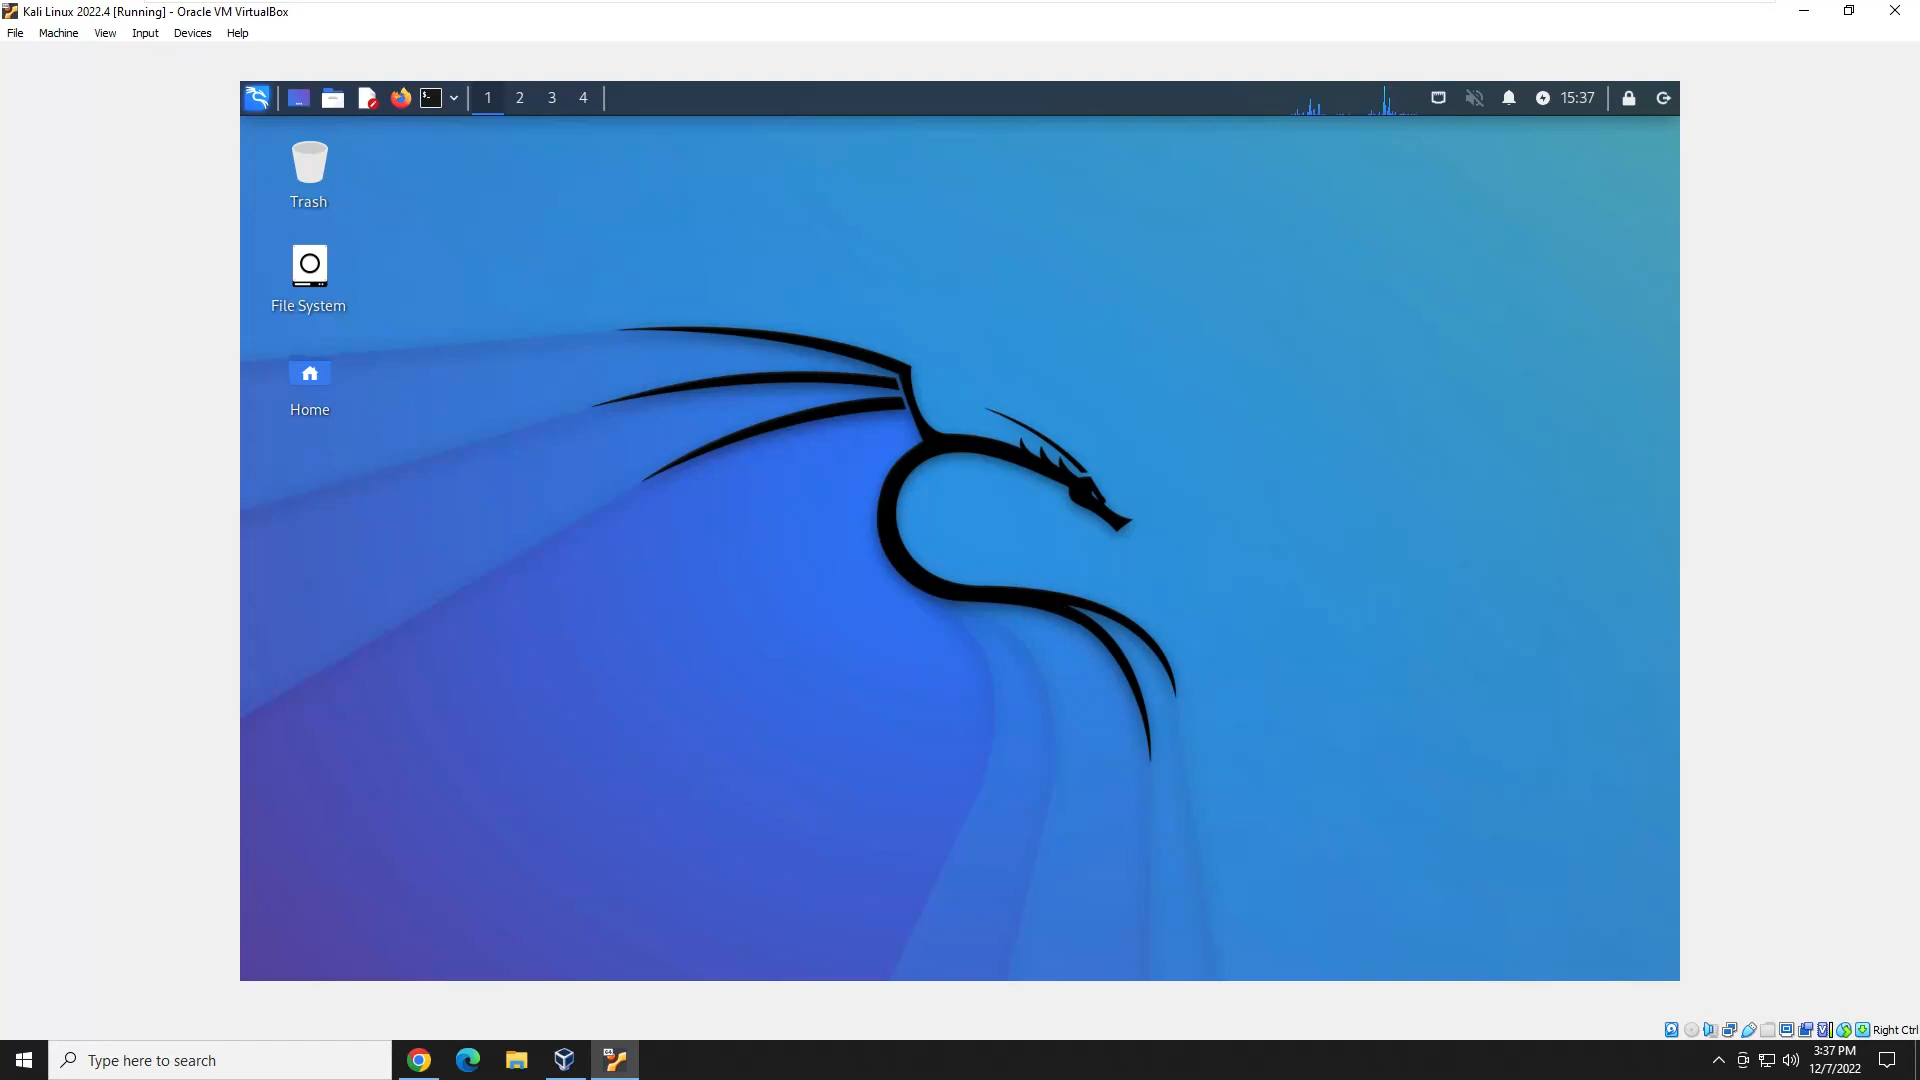 Kali Linux 2022.4 [Running] - Oracle VM VirtualBox
File Machine View Input Devices Help
1 2 3 4 15:37
Trash
File System
Home
Right Ctrl
Type here to search
3:37 PM
12/7/2022